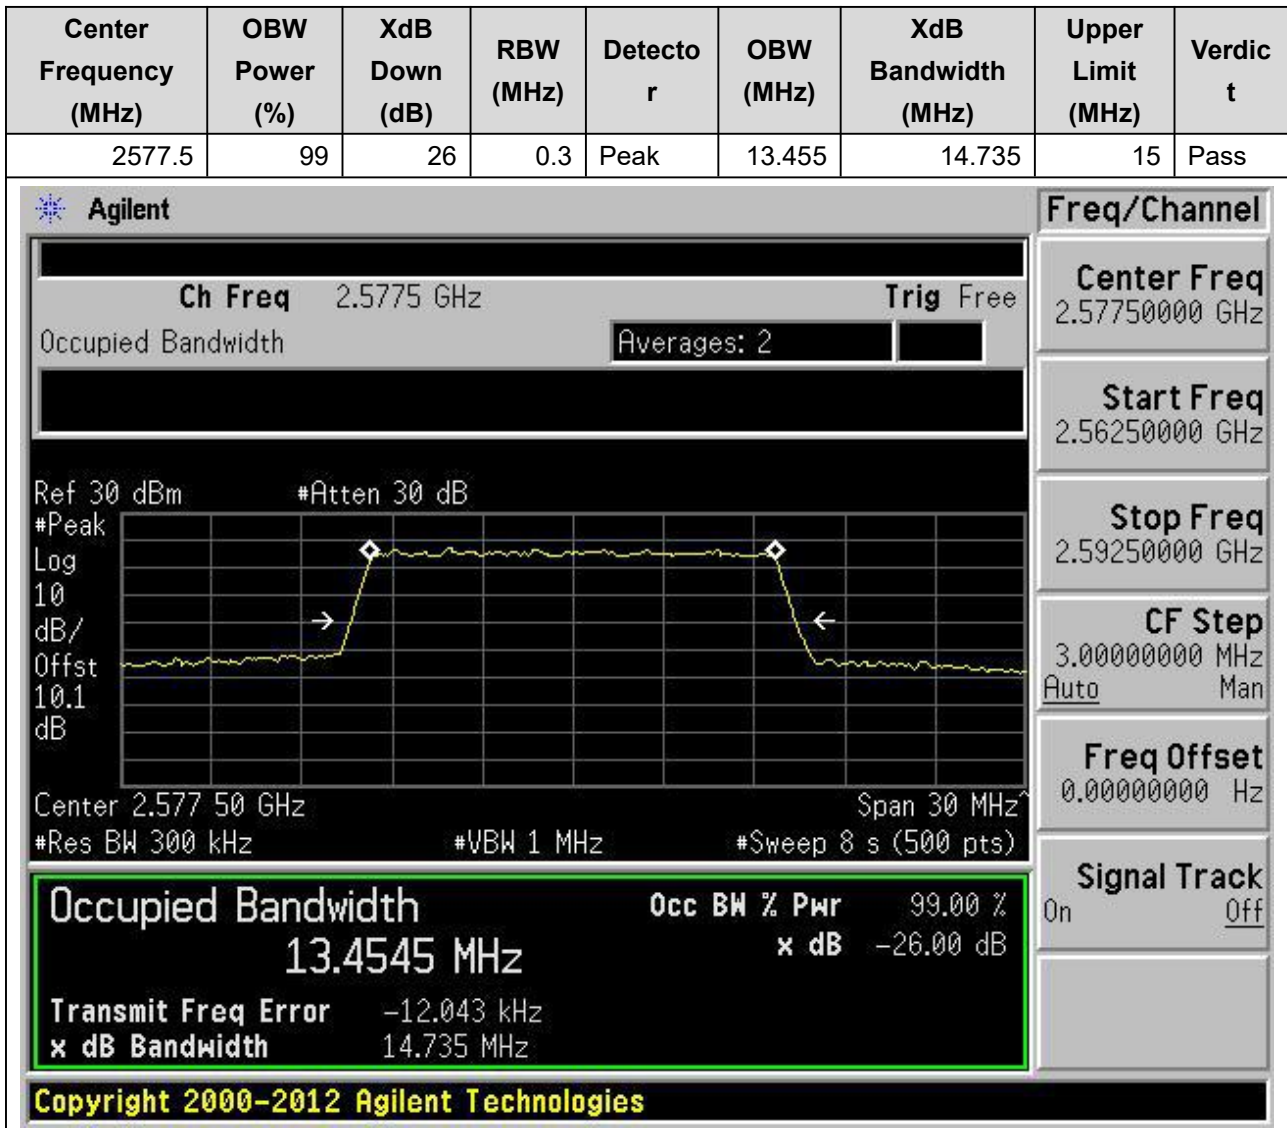 Center Frequency (MHz) OBW Power (%) XdB Down (dB) RBW (MHz) Detecto r OBW (MHz) XdB Bandwidth (MHz) Upper Limit (MHz) Verdic t
2577.5 99 26 0.3 Peak 13.455 14.735 15 Pass
Agilent
Freq/Channel
Ch Freq 2.5775 GHz Trig Free
Occupied Bandwidth Averages: 2
Center Freq
2.57750000 GHz
Start Freq
2.56250000 GHz
Stop Freq
2.59250000 GHz
CF Step
3.00000000 MHz
Auto Man
Freq Offset
0.00000000 Hz
Signal Track
On Off
Ref 30 dBm #Atten 30 dB
#Peak
Log
10
dB/
Offst
10.1
dB
Center 2.577 50 GHz Span 30 MHz^
#Res BW 300 kHz #VBW 1 MHz #Sweep 8 s (500 pts)
Occupied Bandwidth Occ BW % Pwr 99.00 %
13.4545 MHz x dB -26.00 dB
Transmit Freq Error -12.043 kHz
x dB Bandwidth 14.735 MHz
Copyright 2000-2012 Agilent Technologies